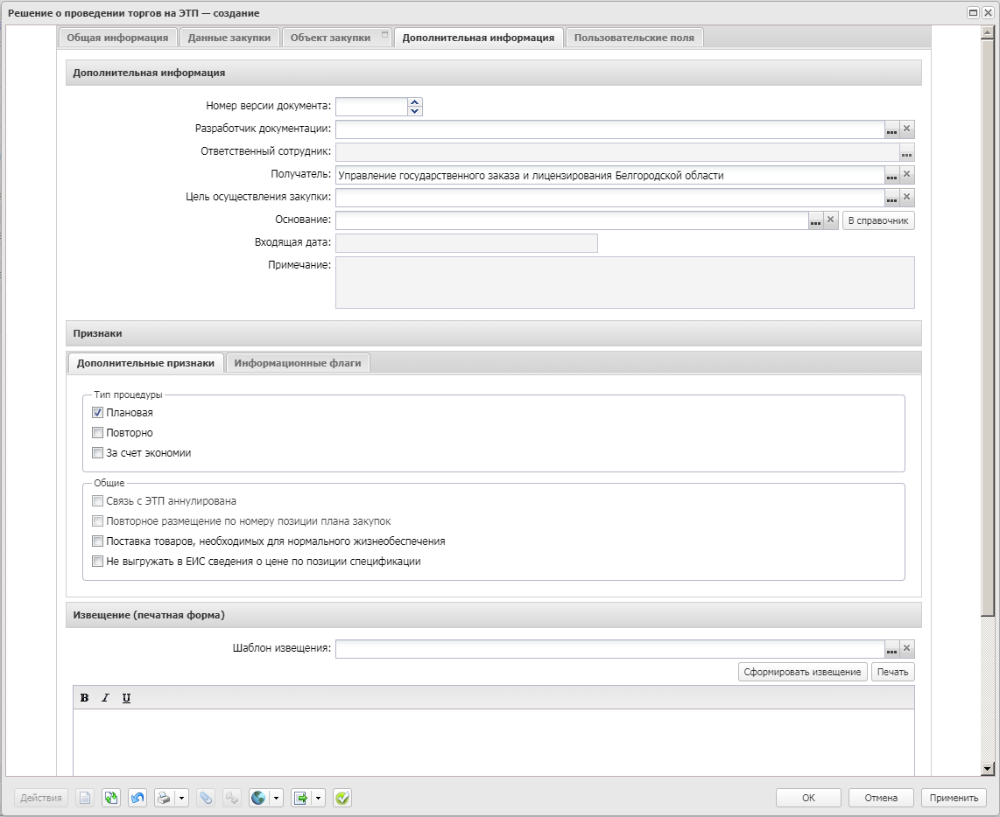 Решение о проведении торгов на ЭТП — создание
Общая информация Данные закупки Объект закупки Дополнительная информация Пользовательские поля
Дополнительная информация
Номер версии документа:
Разработчик документации: ...
Ответственный сотрудник: ...
Получатель: Управление государственного заказа и лицензирования Белгородской области ...
Цель осуществления закупки: ...
Основание: ... В справочник
Входящая дата:
Примечание:
Признаки
Дополнительные признаки Информационные флаги
Тип процедуры
Плановая
Повторно
За счет экономии
Общие
Связь с ЭТП аннулирована
Повторное размещение по номеру позиции плана закупок
Поставка товаров, необходимых для нормального жизнеобеспечения
Не выгружать в ЕИС сведения о цене по позиции спецификации
Извещение (печатная форма)
Шаблон извещения: ...
Сформировать извещение Печать
B I U
Действия ОК Отмена Применить